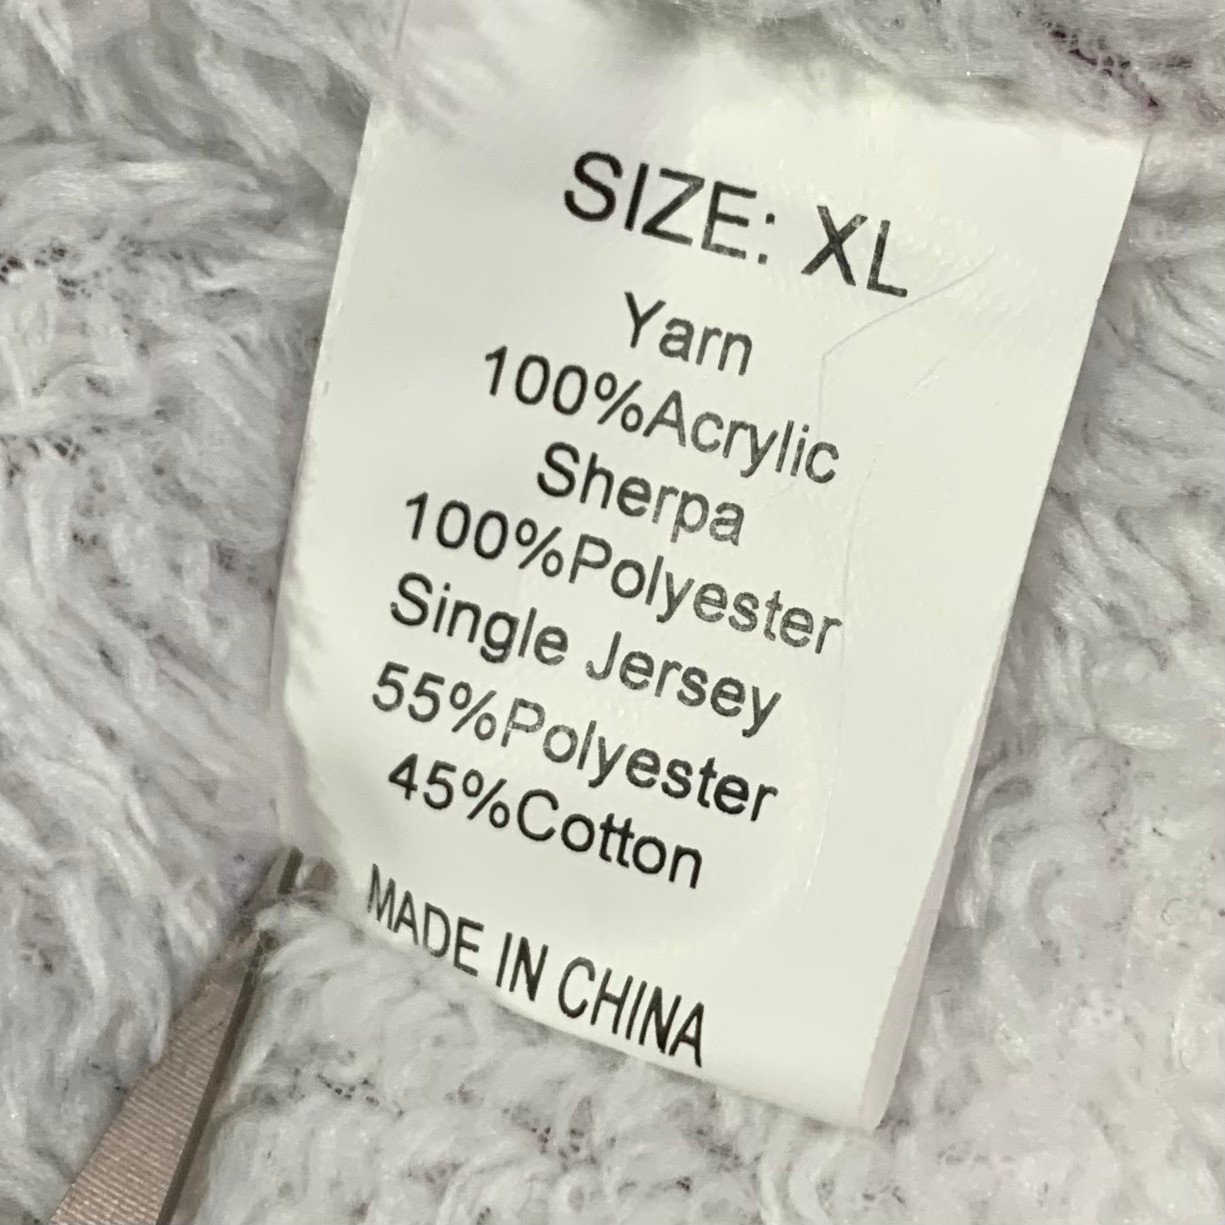 SIZE: XL
Yarn
100%Acrylic
Sherpa
100%Polyester
Single Jersey
55%Polyester
45%Cotton
MADE IN CHINA